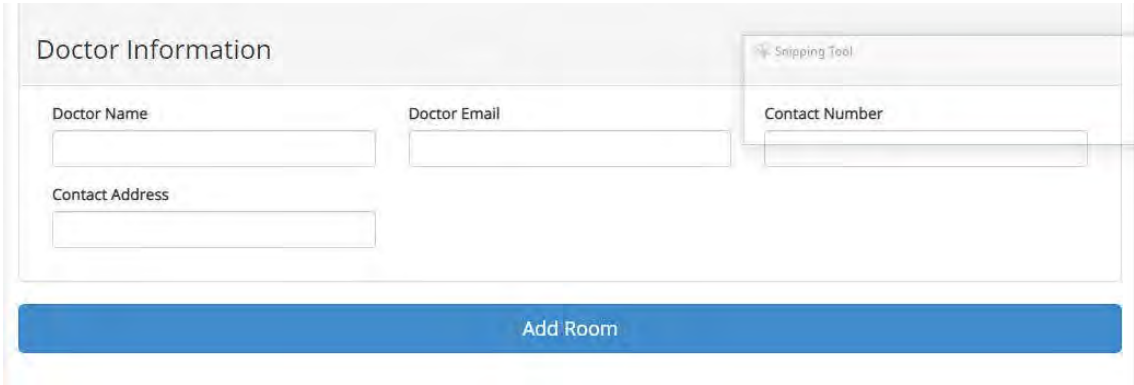 Doctor Information
Snipping Tool
Doctor Name
Doctor Email
Contact Number
Contact Address
Add Room